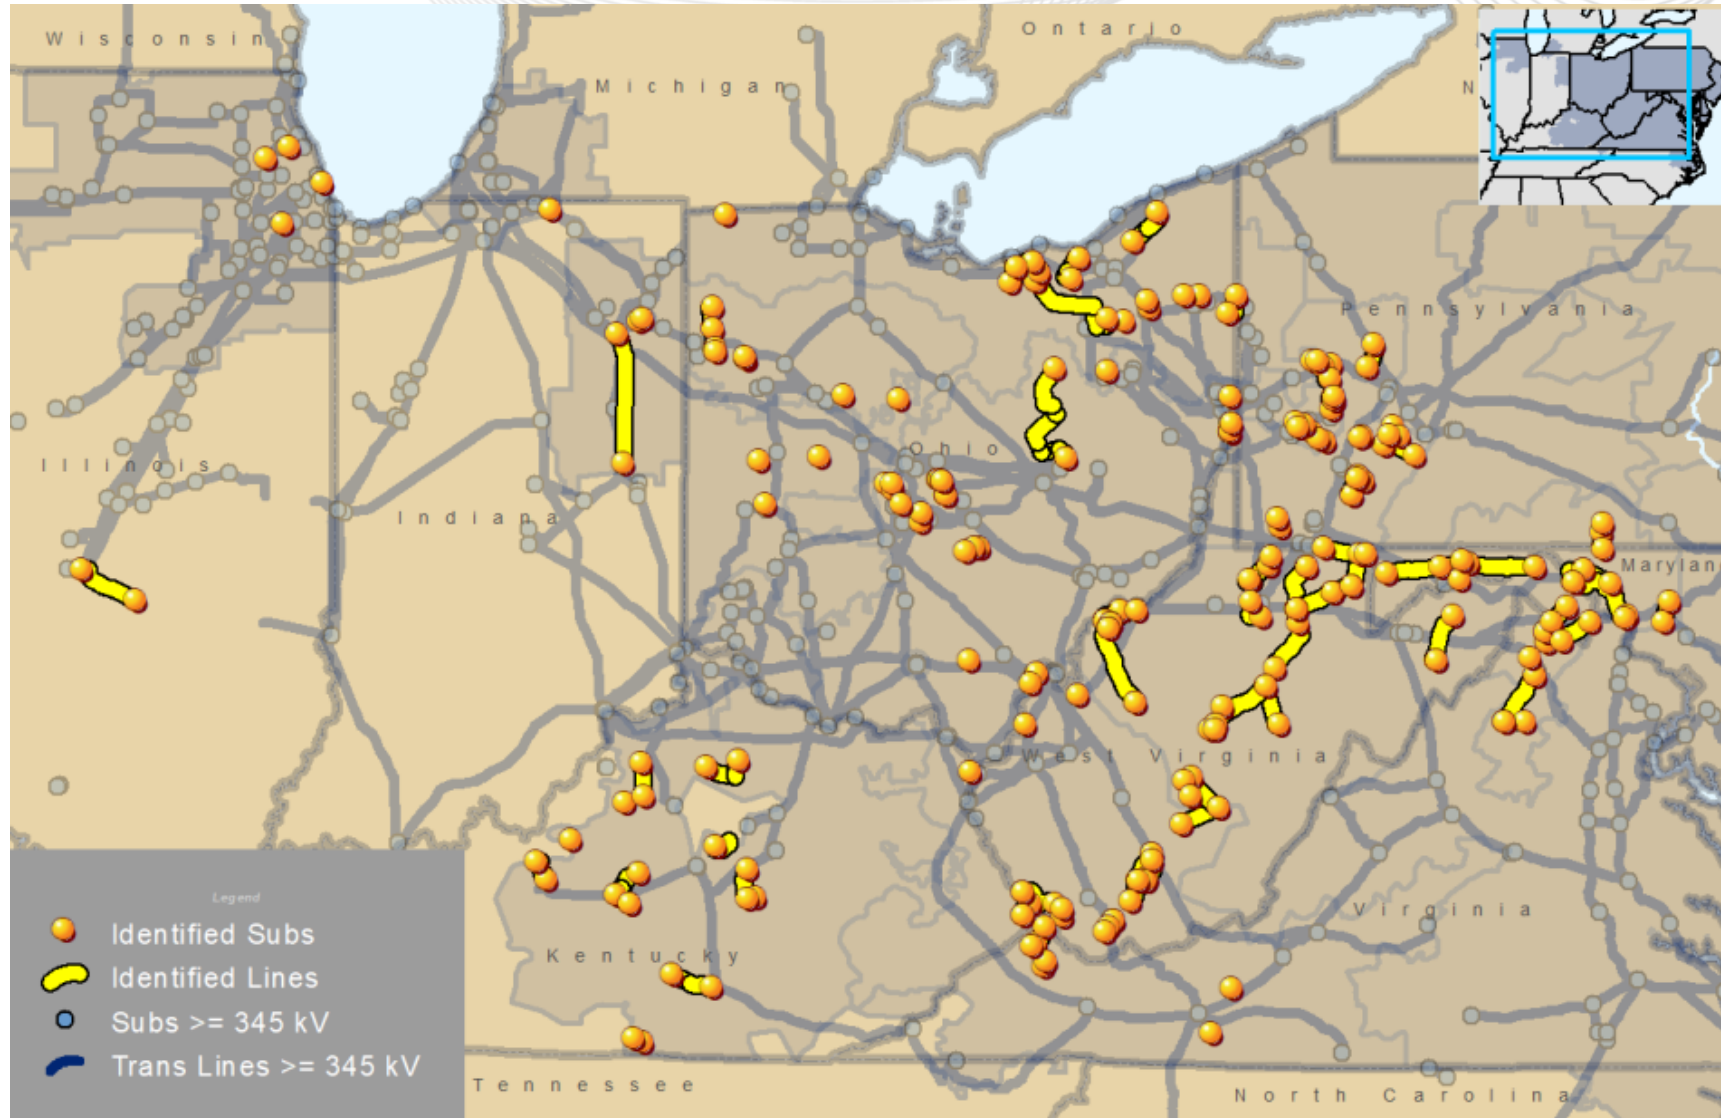 Wisconsin
Ontario
Michigan
N
Pennsylvania
Ohio
Illinois
Indiana
Maryland
West Virginia
Virginia
Kentucky
Tennessee
North Carolina
Legend
Identified Subs
Identified Lines
Subs >= 345 kV
Trans Lines >= 345 kV